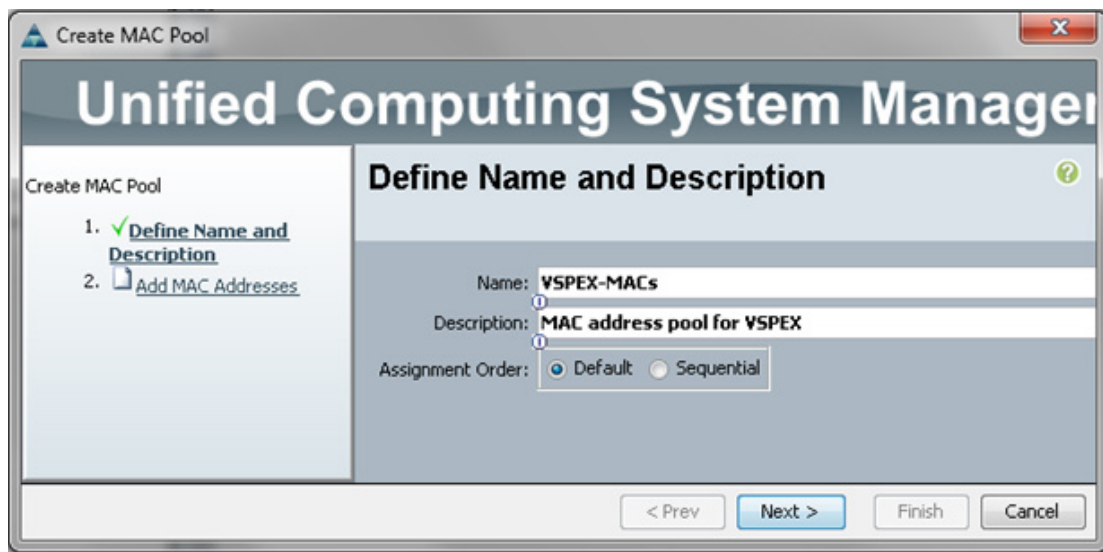 Create MAC Pool
Unified Computing System Manager
Create MAC Pool
1. Define Name and
Description
2. Add MAC Addresses
Define Name and Description
Name: VSPEX-MACs
Description: MAC address pool for VSPEX
Assignment Order: Default Sequential
< Prev Next > Finish Cancel